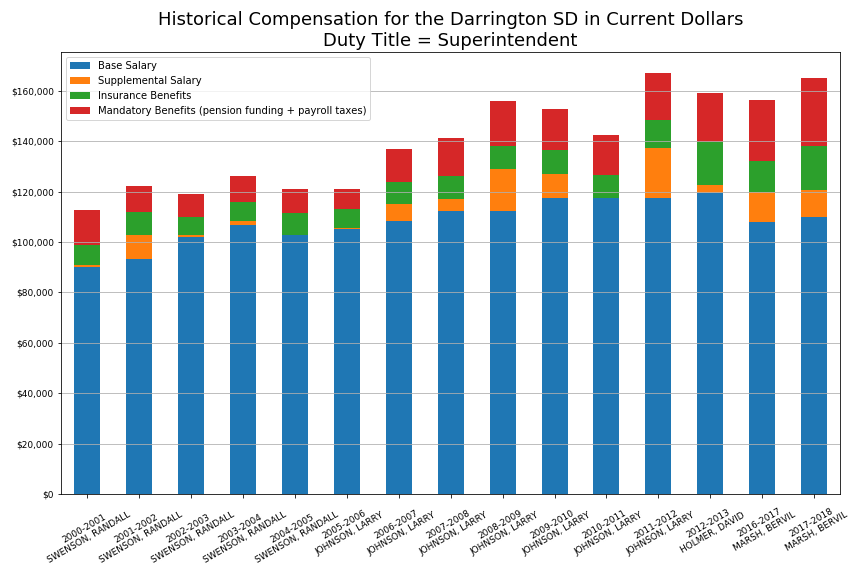 Historical Compensation for the Darrington SD in Current Dollars
Duty Title = Superintendent
Base Salary
Supplemental Salary
Insurance Benefits
Mandatory Benefits (pension funding + payroll taxes)
$160,000
$140,000
$120,000
$100,000
$80,000
$60,000
$40,000
$20,000
$0
2000-2001
SWENSON, RANDALL
2001-2002
SWENSON, RANDALL
2002-2003
SWENSON, RANDALL
2003-2004
SWENSON, RANDALL
2004-2005
SWENSON, RANDALL
2005-2006
JOHNSON, LARRY
2006-2007
JOHNSON, LARRY
2007-2008
JOHNSON, LARRY
2008-2009
JOHNSON, LARRY
2009-2010
JOHNSON, LARRY
2010-2011
JOHNSON, LARRY
2011-2012
JOHNSON, LARRY
2012-2013
HOLMER, DAVID
2016-2017
MARSH, BERVIL
2017-2018
MARSH, BERVIL